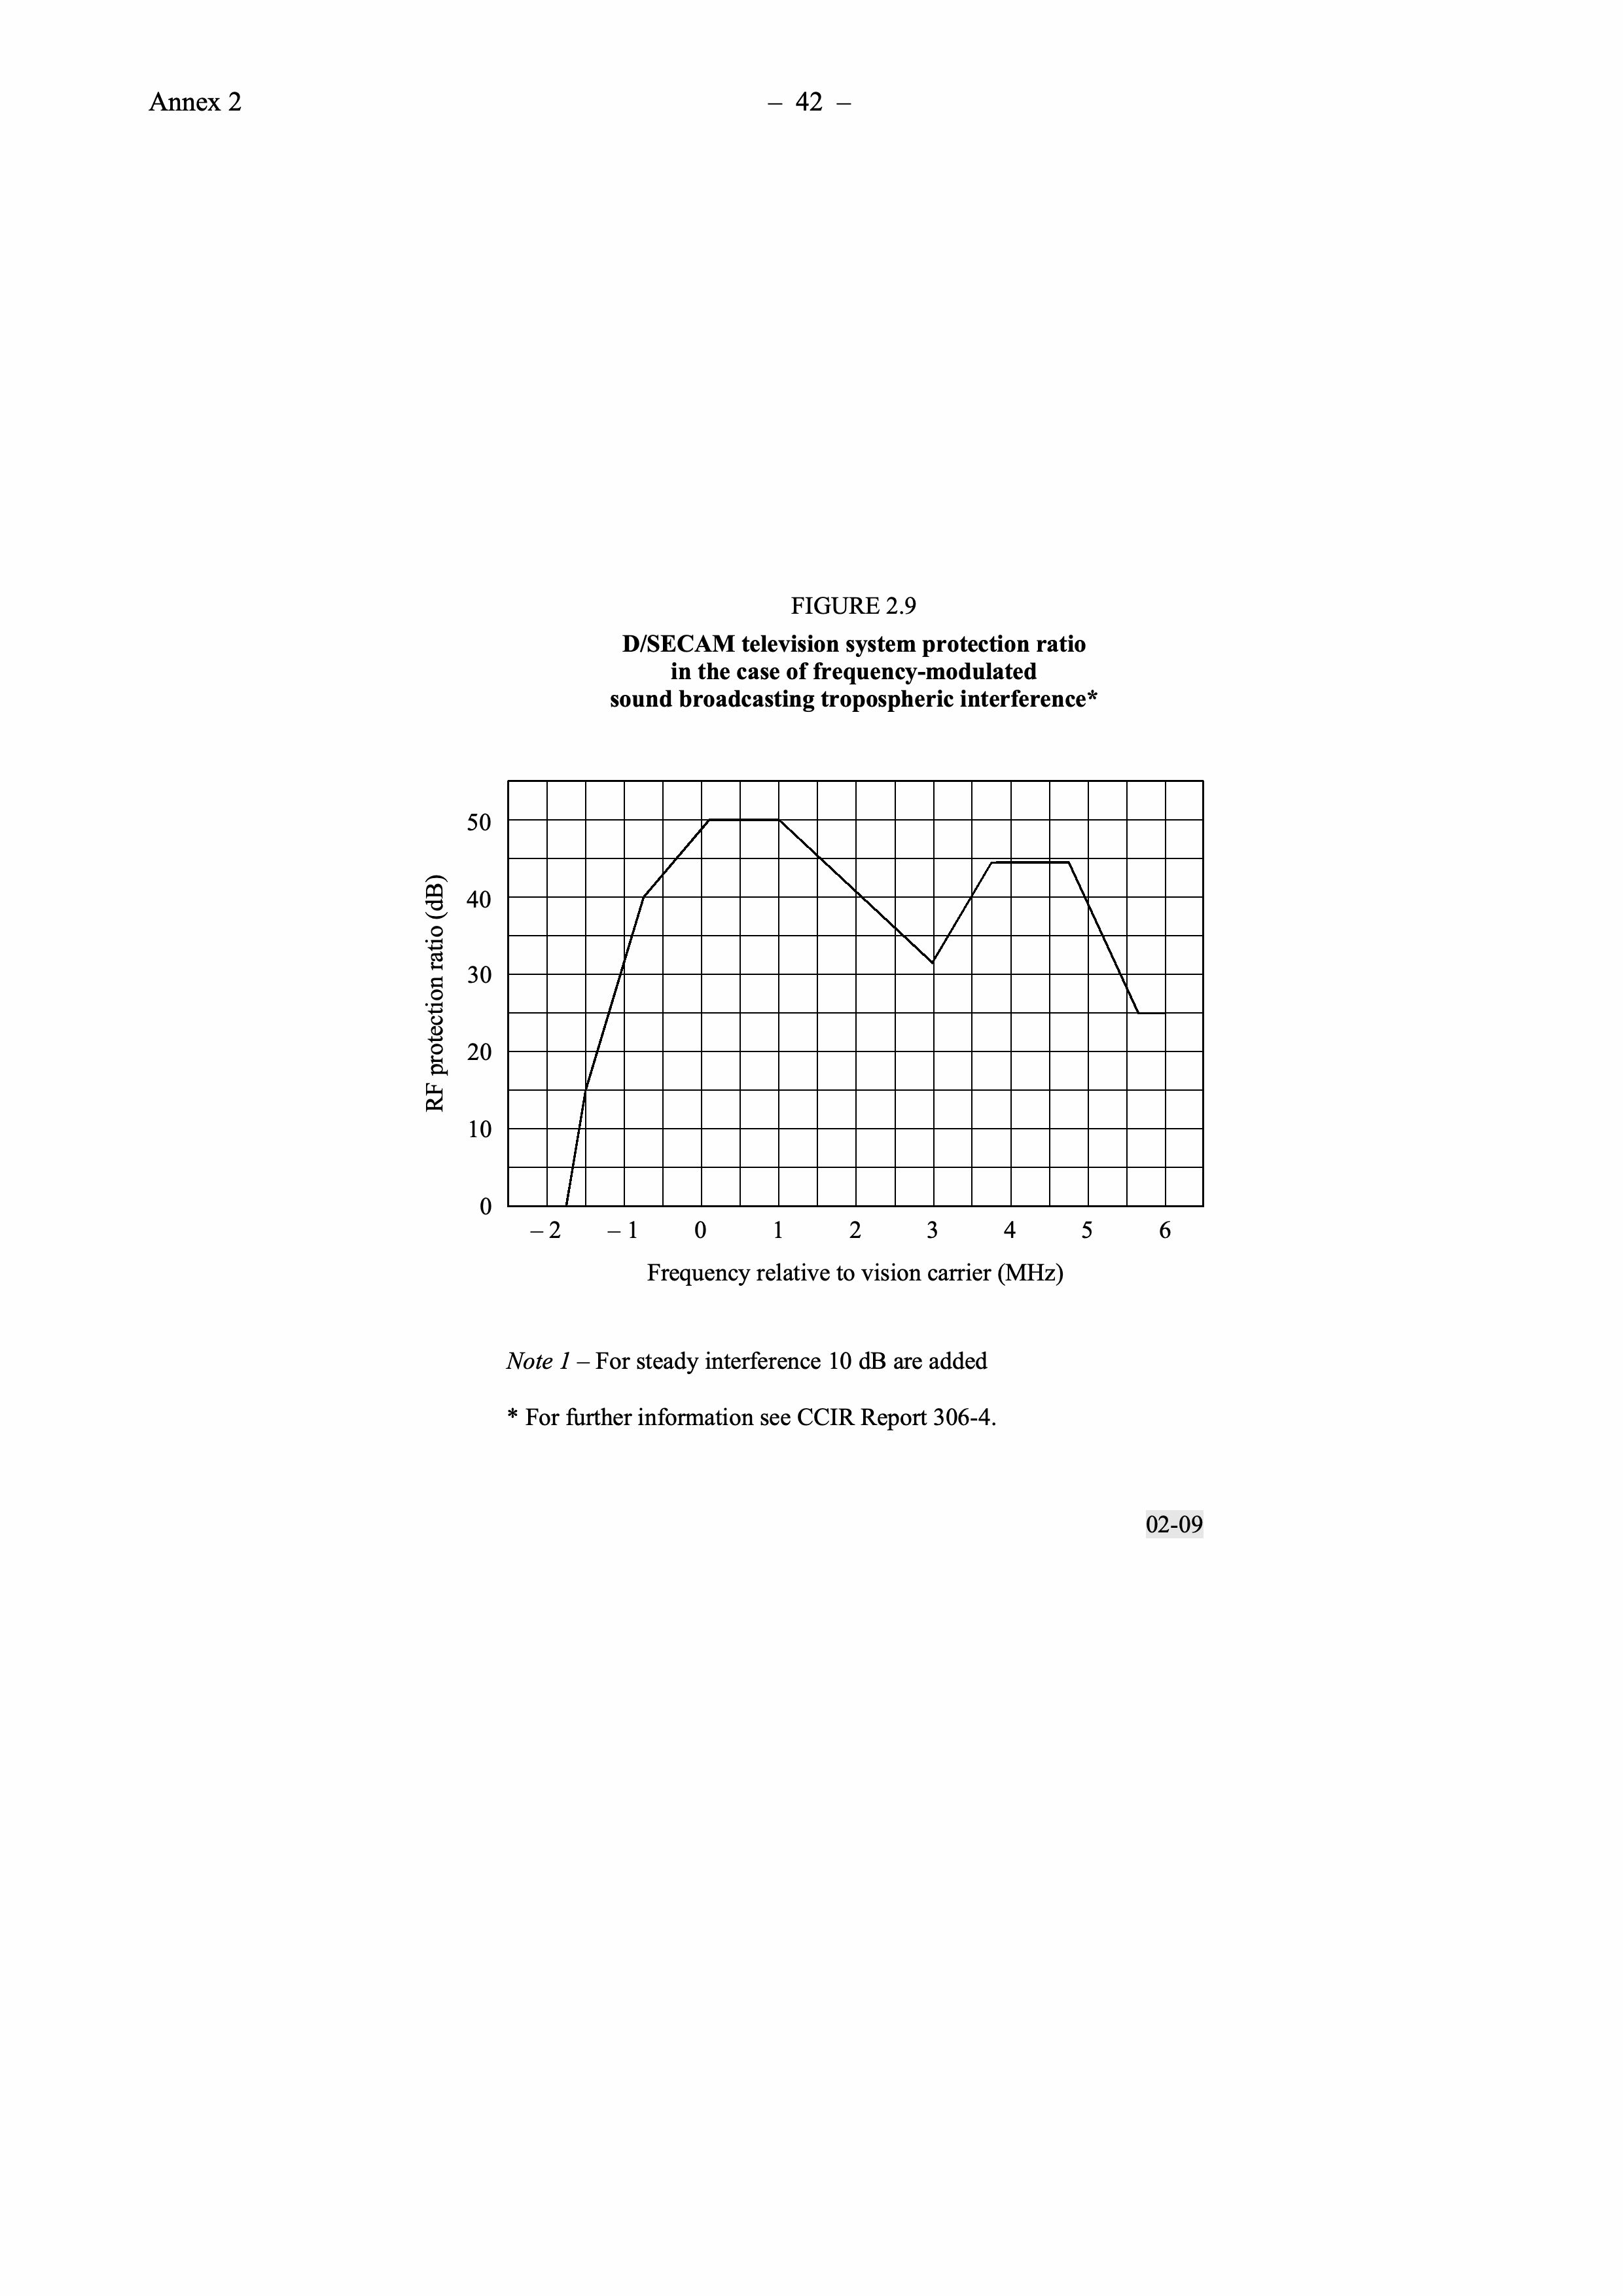 Annex 2
– 42 –
FIGURE 2.9
D/SECAM television system protection ratio
in the case of frequency-modulated
sound broadcasting tropospheric interference*
RF protection ratio (dB)
50
40
30
20
10
0
– 2 – 1 0 1 2 3 4 5 6
Frequency relative to vision carrier (MHz)
Note 1 – For steady interference 10 dB are added
* For further information see CCIR Report 306-4.
02-09